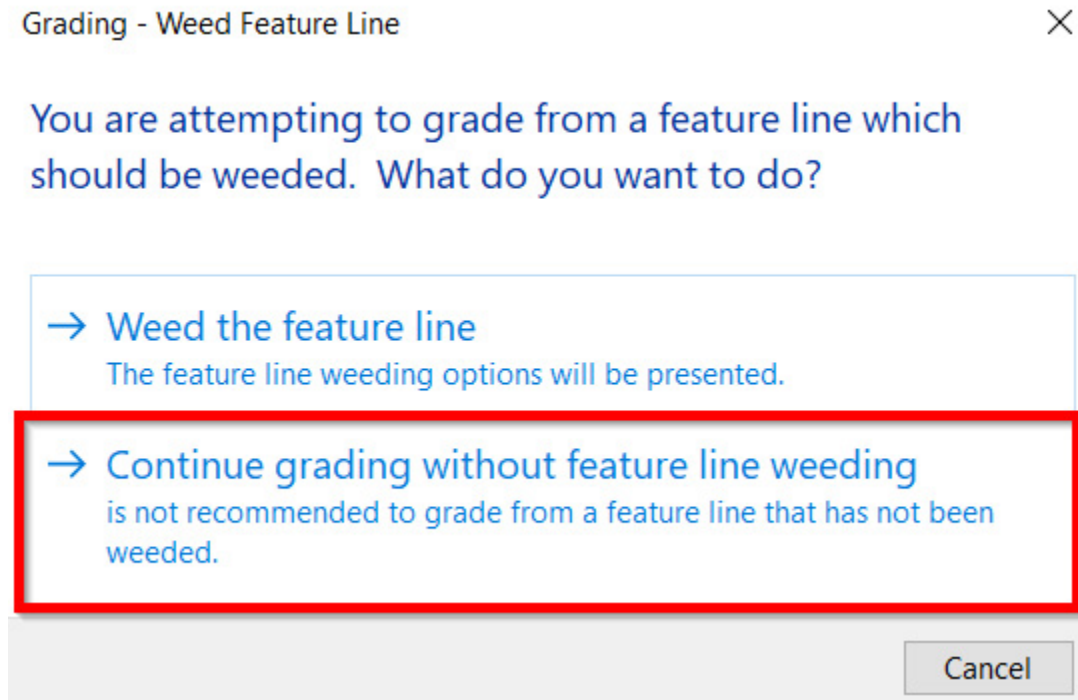 Grading - Weed Feature Line
You are attempting to grade from a feature line which
should be weeded. What do you want to do?
→ Weed the feature line
The feature line weeding options will be presented.
→ Continue grading without feature line weeding
is not recommended to grade from a feature line that has not been
weeded.
Cancel